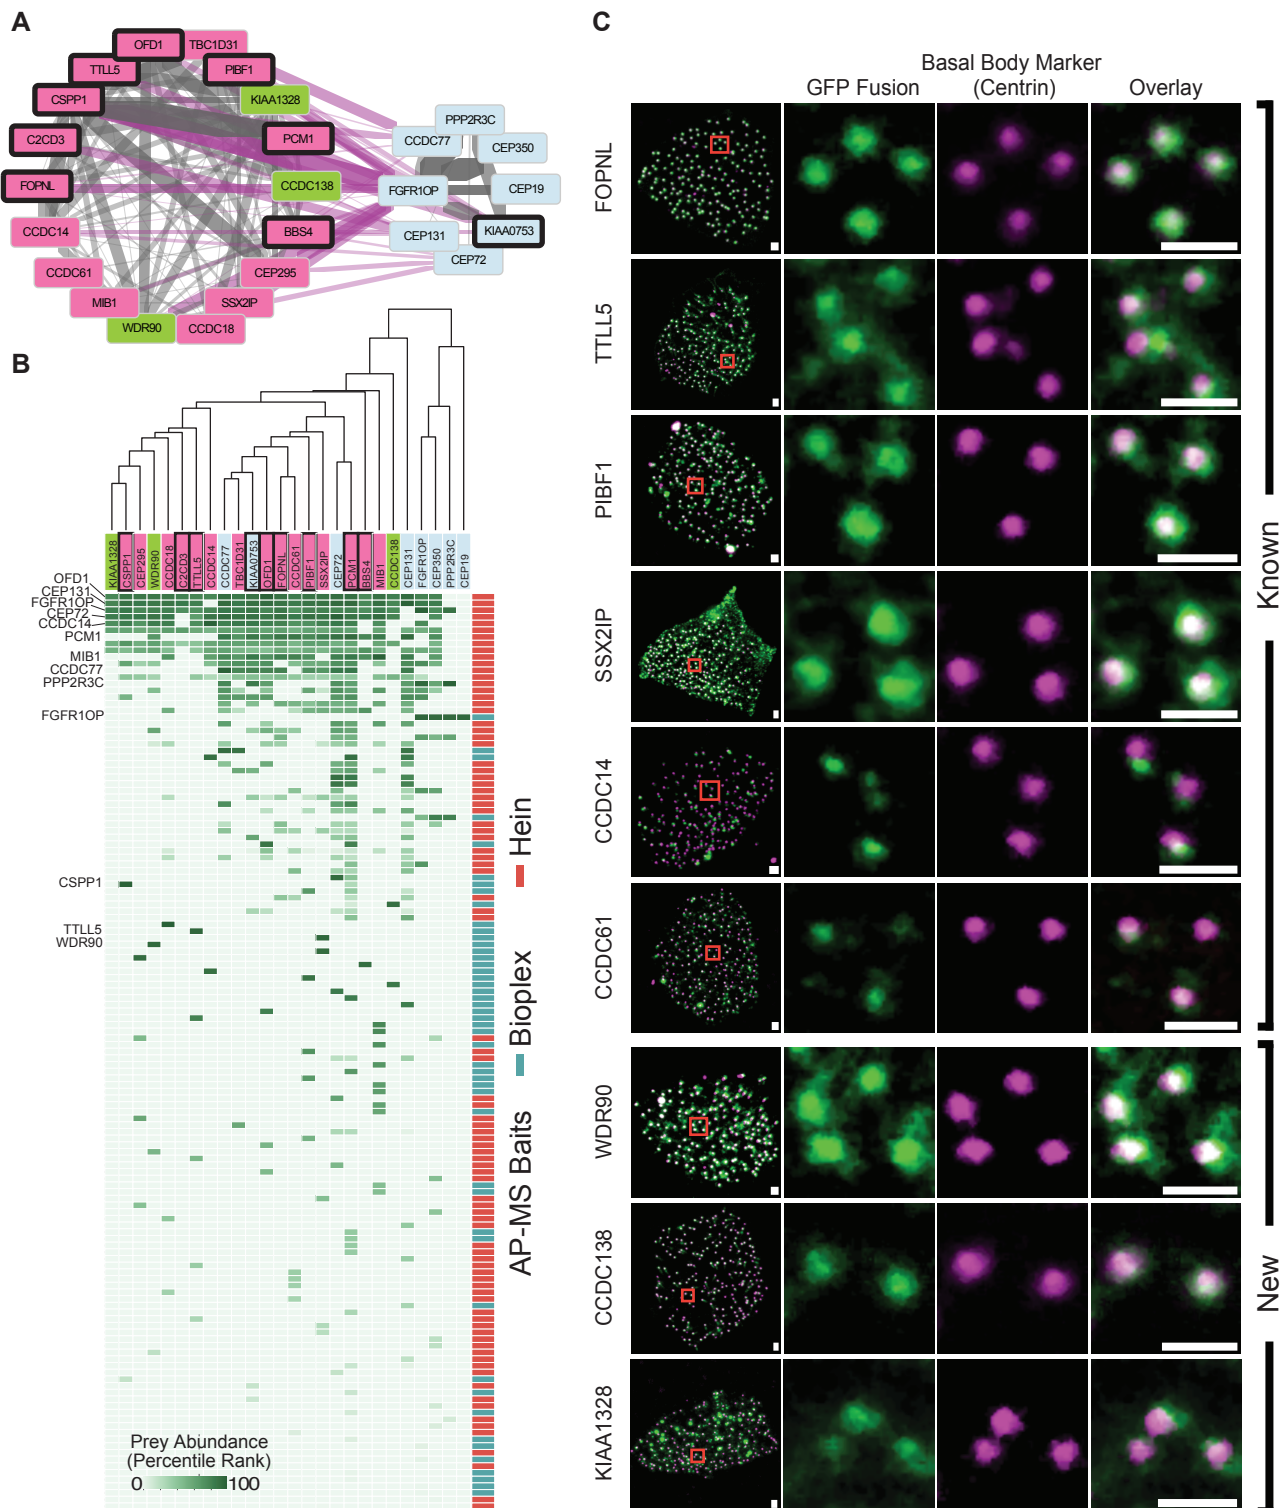 A
OFD1
TBC1D31
TTLL5
PIBF1
CSPP1
KIAA1328
C2CD3
PCM1
FOPNL
CCDC138
CCDC14
BBS4
CCDC61
CEP295
MIB1
SSX2IP
WDR90
CCDC18
PPP2R3C
CCDC77
CEP350
FGFR1OP
CEP19
CEP131
KIAA0753
CEP72
B
KIAA1328
CSPP1
CEP295
WDR90
CCDC18
C2CD3
TTLL5
CCDC14
CCDC77
TBC1D31
KIAA0753
OFD1
FOPNL
CCDC61
PIBF1
SSX2IP
CEP72
PCM1
BBS4
MIB1
CCDC138
CEP131
FGFR1OP
CEP350
PPP2R3C
CEP19
OFD1
CEP131
FGFR1OP
CEP72
CCDC14
PCM1
MIB1
CCDC77
PPP2R3C
FGFR1OP
CSPP1
TTLL5
WDR90
AP-MS Baits
Bioplex
Hein
Prey Abundance
(Percentile Rank)
0
100
C
Basal Body Marker
GFP Fusion
(Centrin)
Overlay
FOPNL
TTLL5
PIBF1
SSX2IP
CCDC14
CCDC61
WDR90
CCDC138
KIAA1328
Known
New